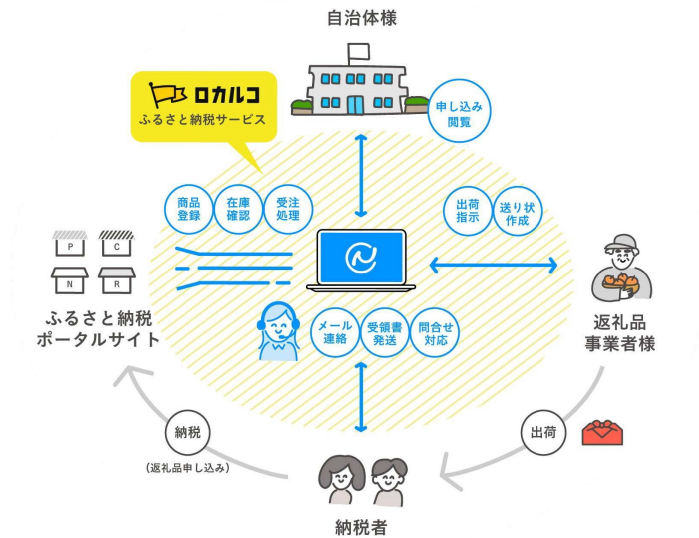 自治体様
ロカルコ
ふるさと納税サービス
申し込み
閲覧
商品
登録
在庫
確認
受注
処理
出荷
指示
送り状
作成
P
C
N
R
ふるさと納税
ポータルサイト
返礼品
事業者様
メール
連絡
受領書
発送
問合せ
対応
納税
(返礼品申し込み)
出荷
納税者